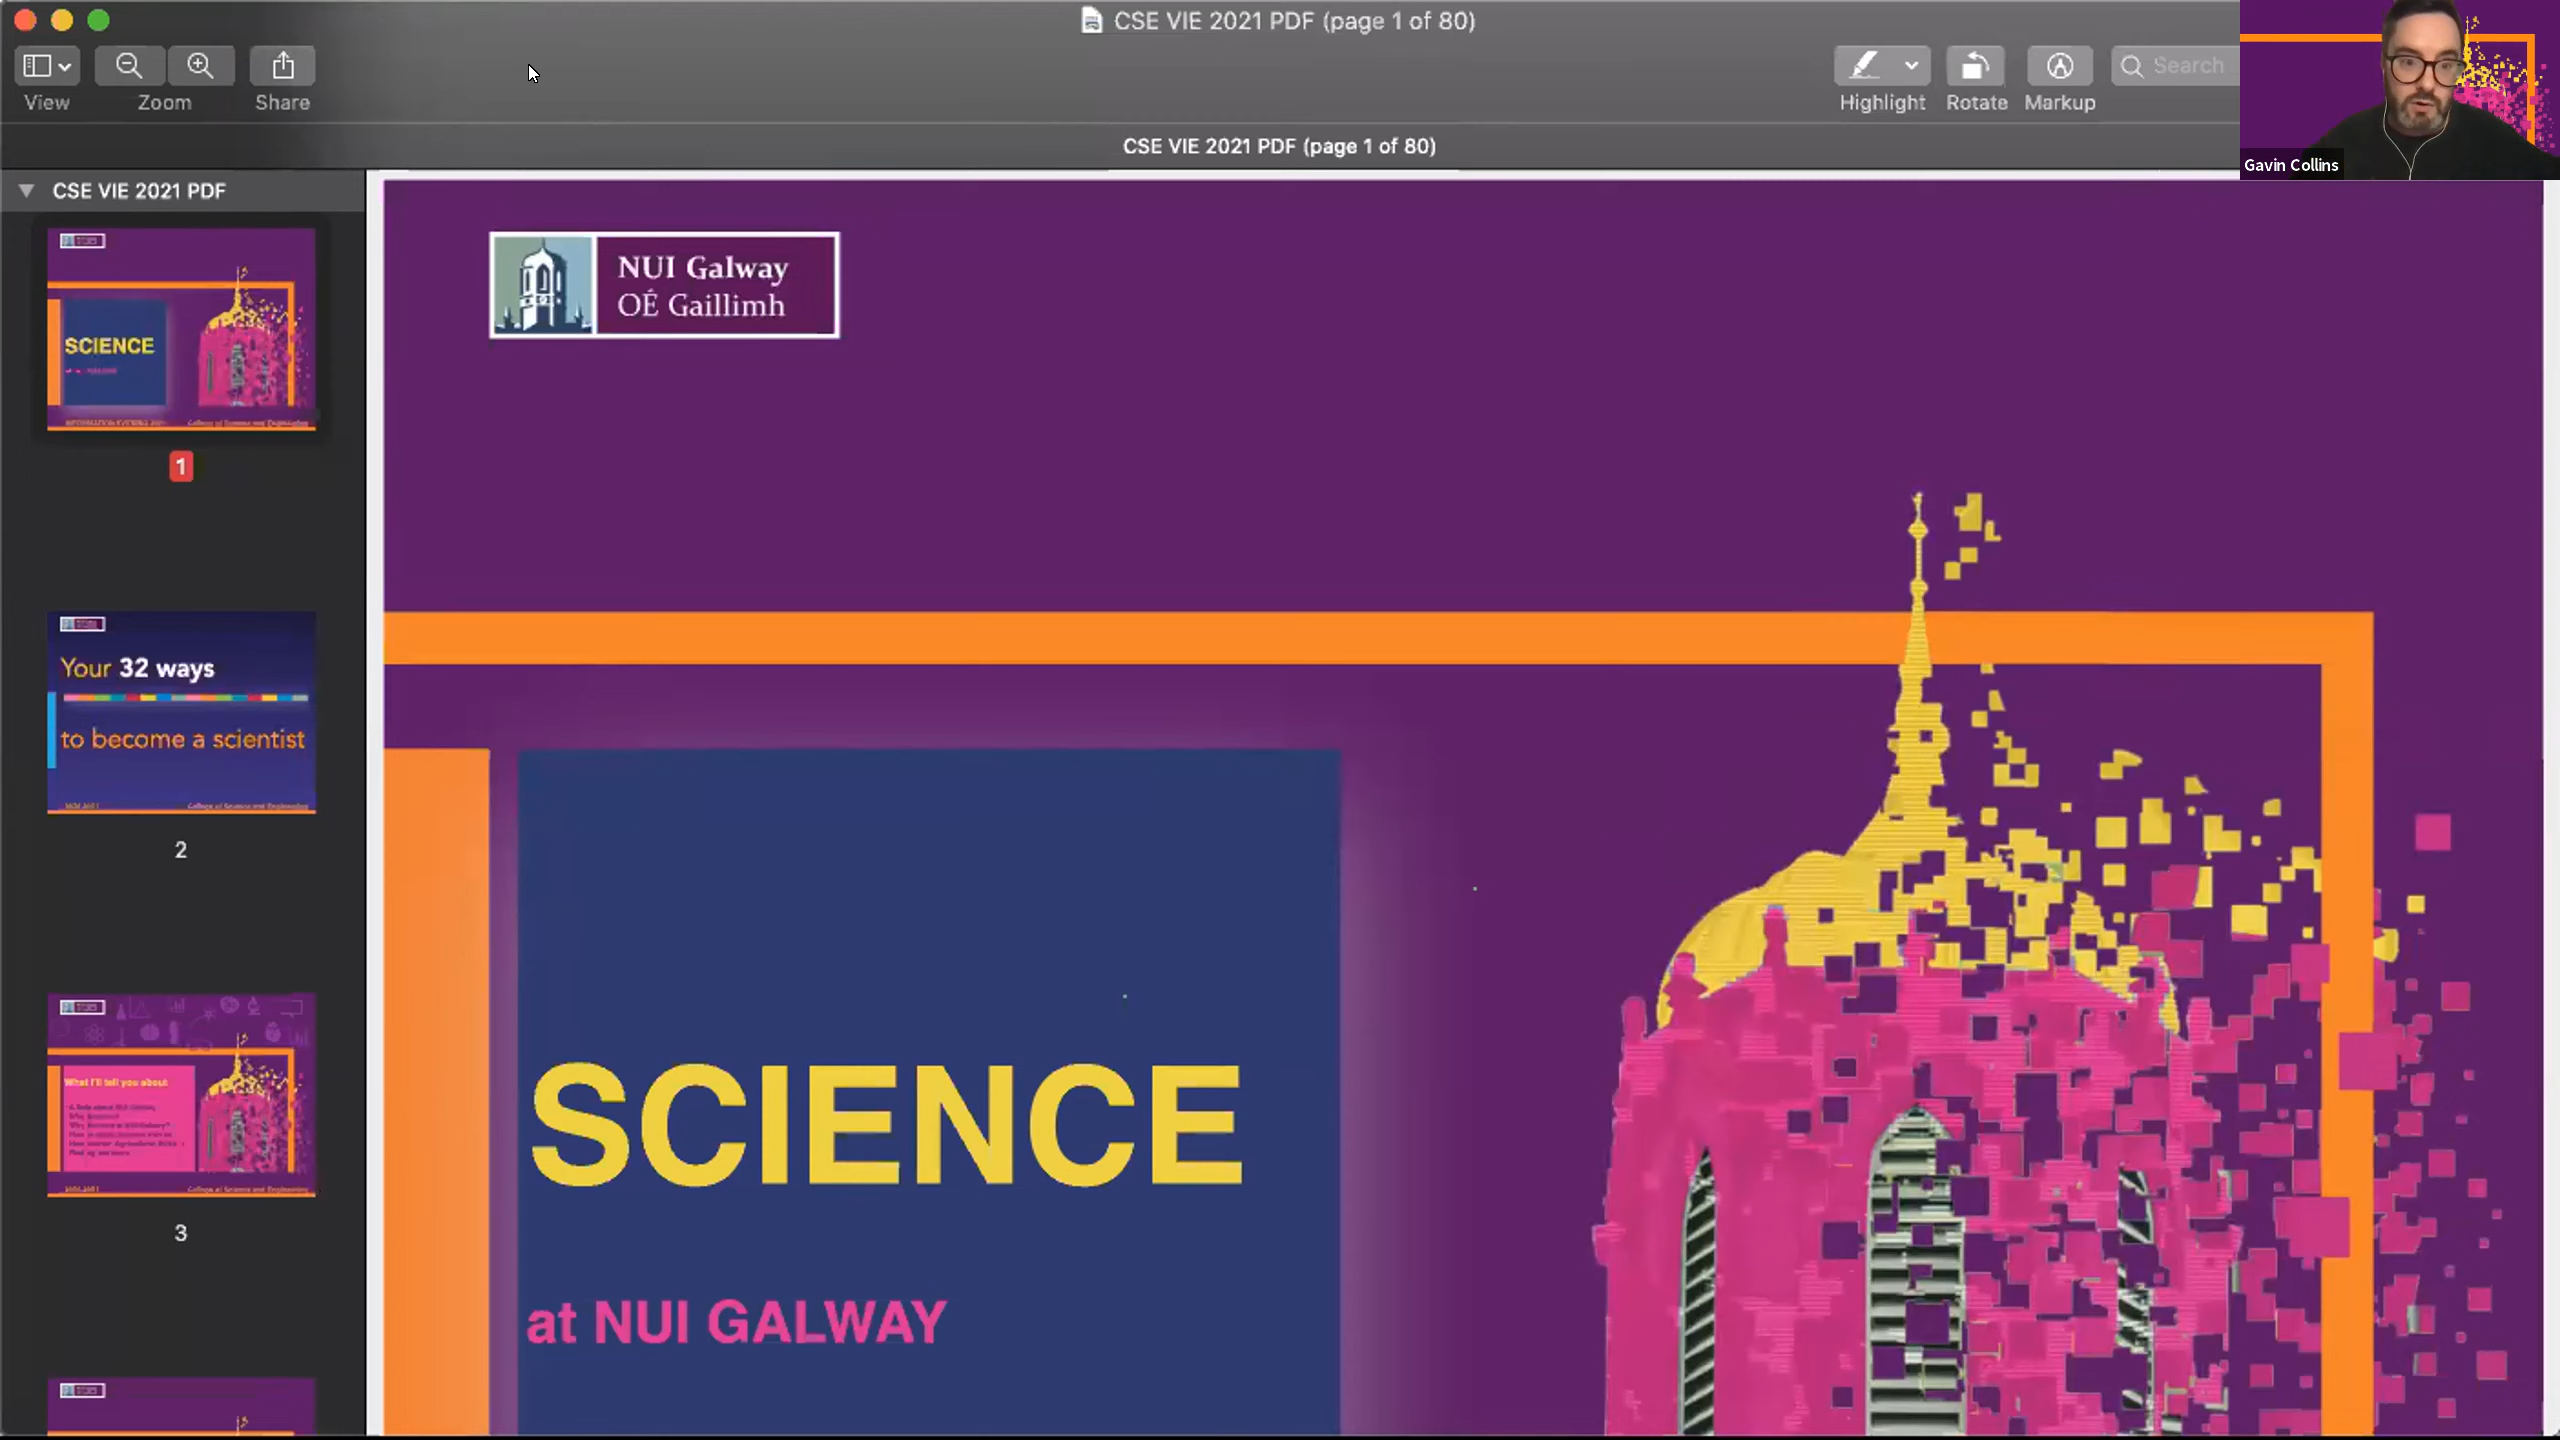 CSE VIE 2021 PDF (page 1 of 80)
View
Zoom
Share
Highlight
Rotate
Markup
Search
CSE VIE 2021 PDF (page 1 of 80)
Gavin Collins
CSE VIE 2021 PDF
SCIENCE
1
Your 32 ways
to become a scientist
2
What I'll tell you about
3
NUI Galway
OÉ Gaillimh
SCIENCE
at NUI GALWAY